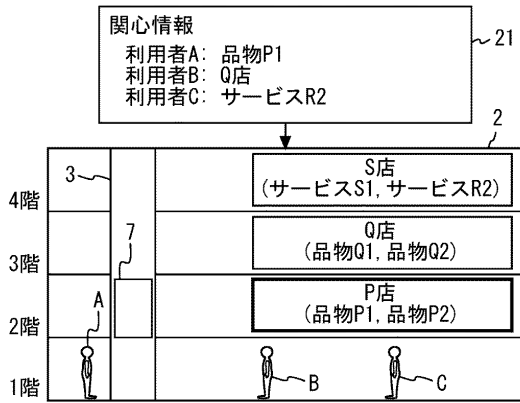 関心情報
利用者A: 品物P1
利用者B: Q店
利用者C: サービスR2
21
2
3
4階
S店
(サービスS1, サービスR2)
7
3階
Q店
(品物Q1, 品物Q2)
A
2階
P店
(品物P1, 品物P2)
1階
B
C